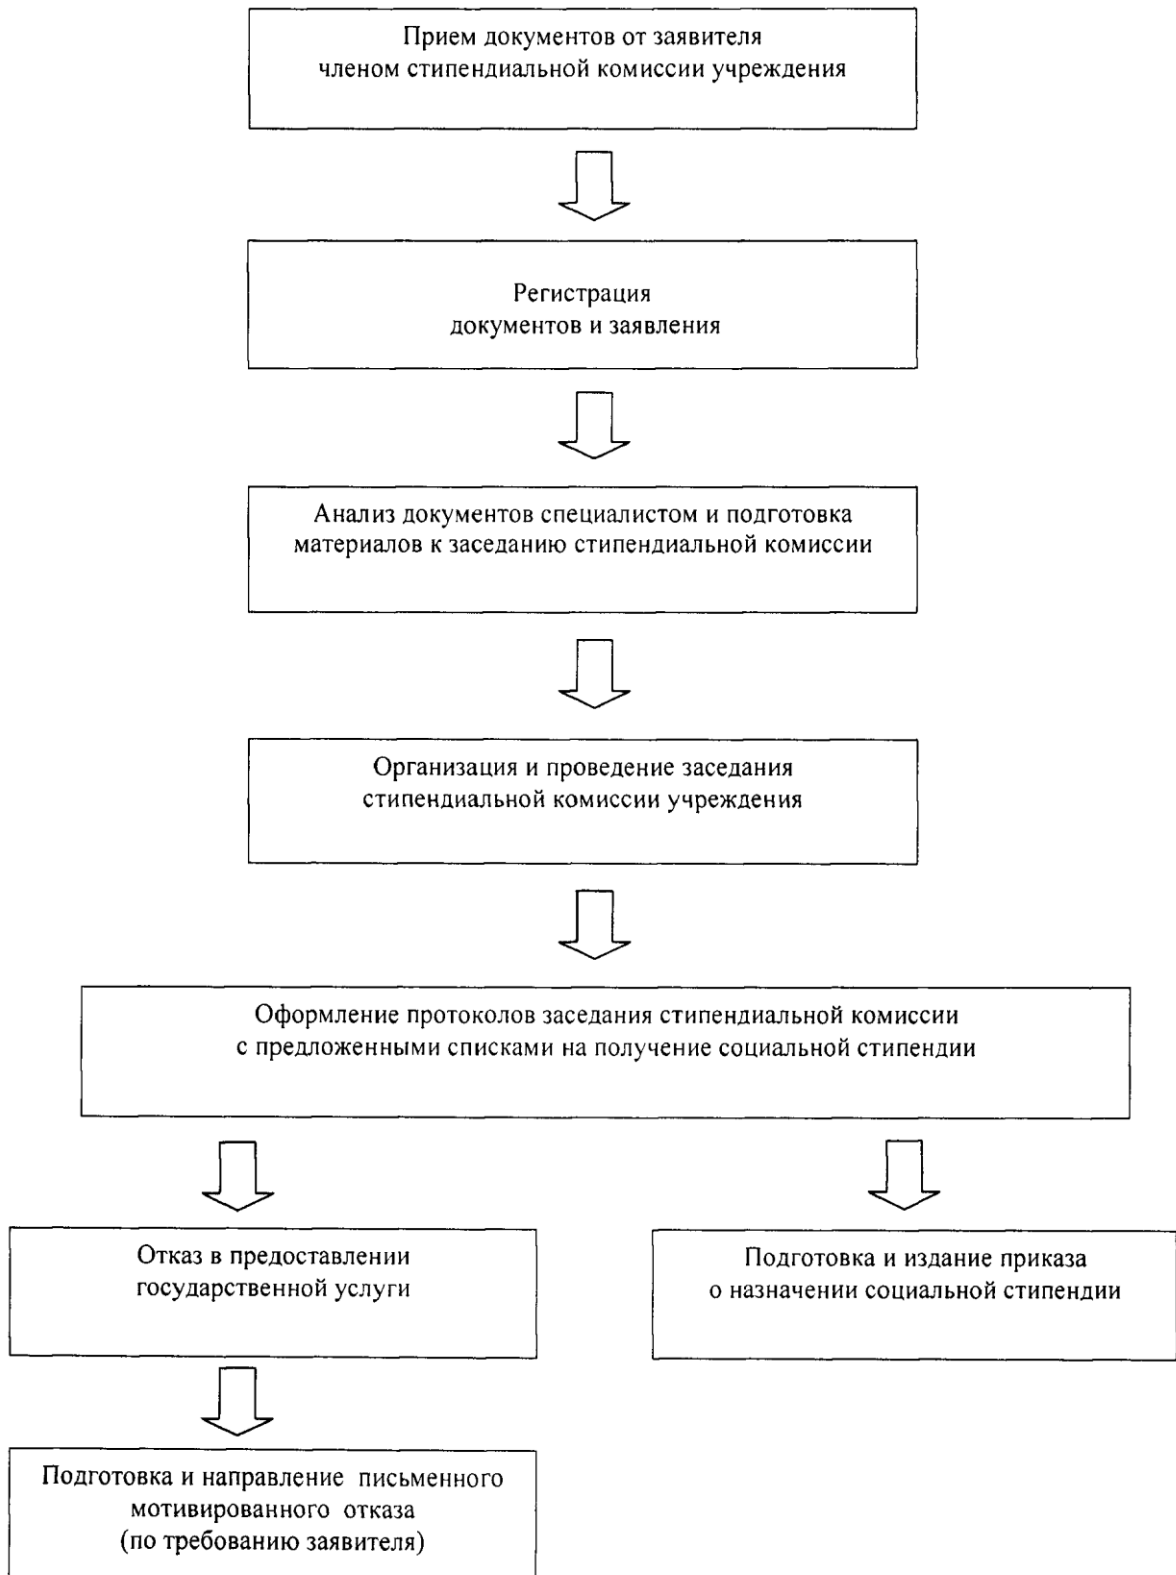 Прием документов от заявителя
членом стипендиальной комиссии учреждения
Регистрация
документов и заявления
Анализ документов специалистом и подготовка
материалов к заседанию стипендиальной комиссии
Организация и проведение заседания
стипендиальной комиссии учреждения
Оформление протоколов заседания стипендиальной комиссии
с предложенными списками на получение социальной стипендии
Отказ в предоставлении
государственной услуги
Подготовка и издание приказа
о назначении социальной стипендии
Подготовка и направление письменного
мотивированного отказа
(по требованию заявителя)